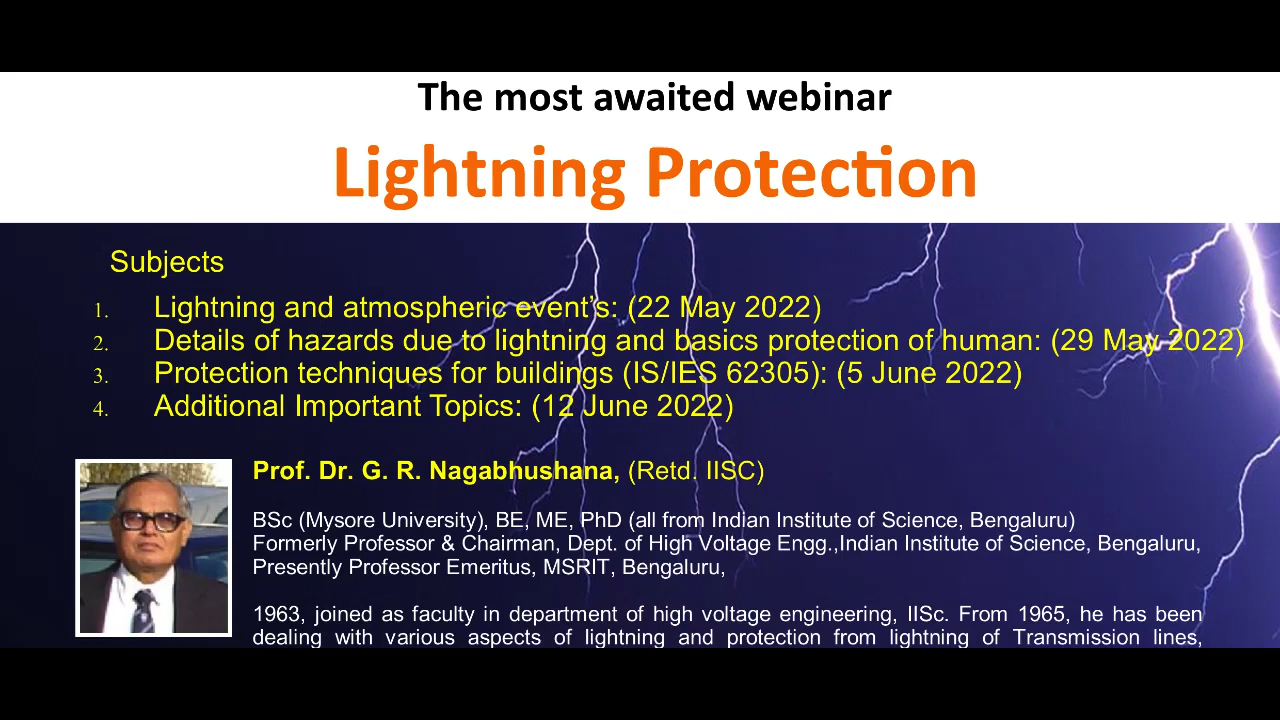 The most awaited webinar
Lightning Protection
Subjects
1. Lightning and atmospheric event's: (22 May 2022)
2. Details of hazards due to lightning and basics protection of human: (29 May 2022)
3. Protection techniques for buildings (IS/IES 62305): (5 June 2022)
4. Additional Important Topics: (12 June 2022)
Prof. Dr. G. R. Nagabhushana, (Retd. IISC)
BSc (Mysore University), BE, ME, PhD (all from Indian Institute of Science, Bengaluru)
Formerly Professor & Chairman, Dept. of High Voltage Engg.,Indian Institute of Science, Bengaluru,
Presently Professor Emeritus, MSRIT, Bengaluru,
1963, joined as faculty in department of high voltage engineering, IISc. From 1965, he has been
dealing with various aspects of lightning and protection from lightning of Transmission lines,